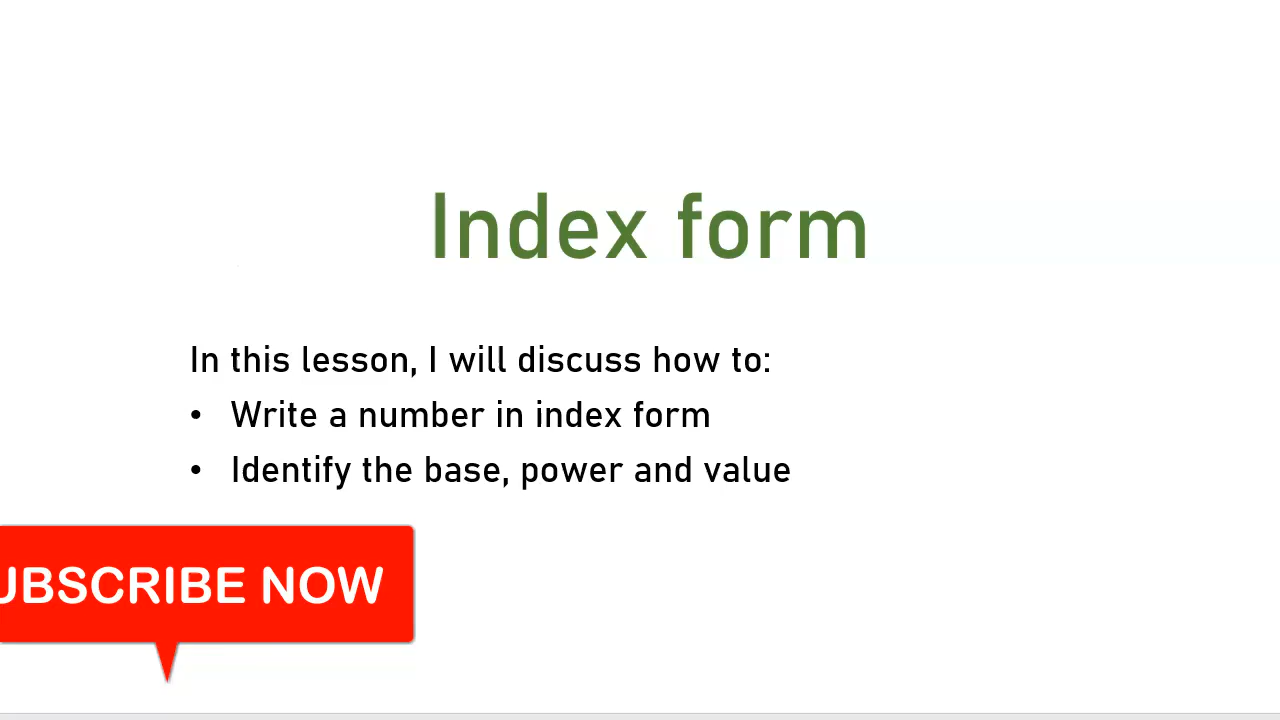 Index form
In this lesson, I will discuss how to:
• Write a number in index form
• Identify the base, power and value
UBSCRIBE NOW